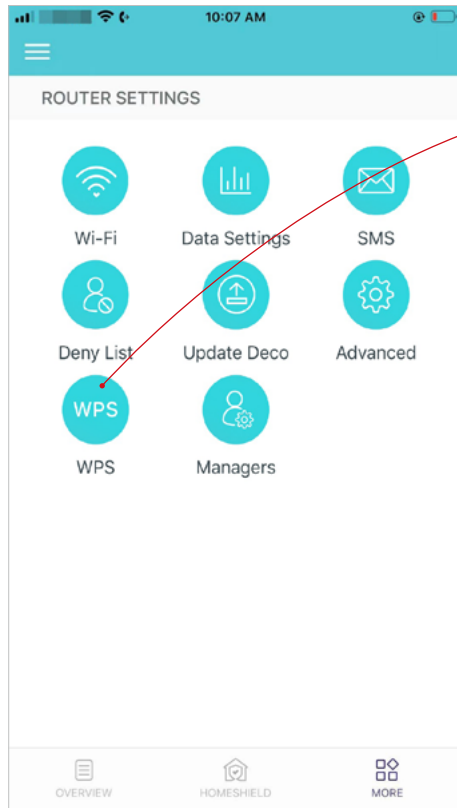 10:07 AM
ROUTER SETTINGS
Wi-Fi Data Settings SMS
Deny List Update Deco Advanced
WPS
WPS Managers
OVERVIEW HOMESHIELD MORE